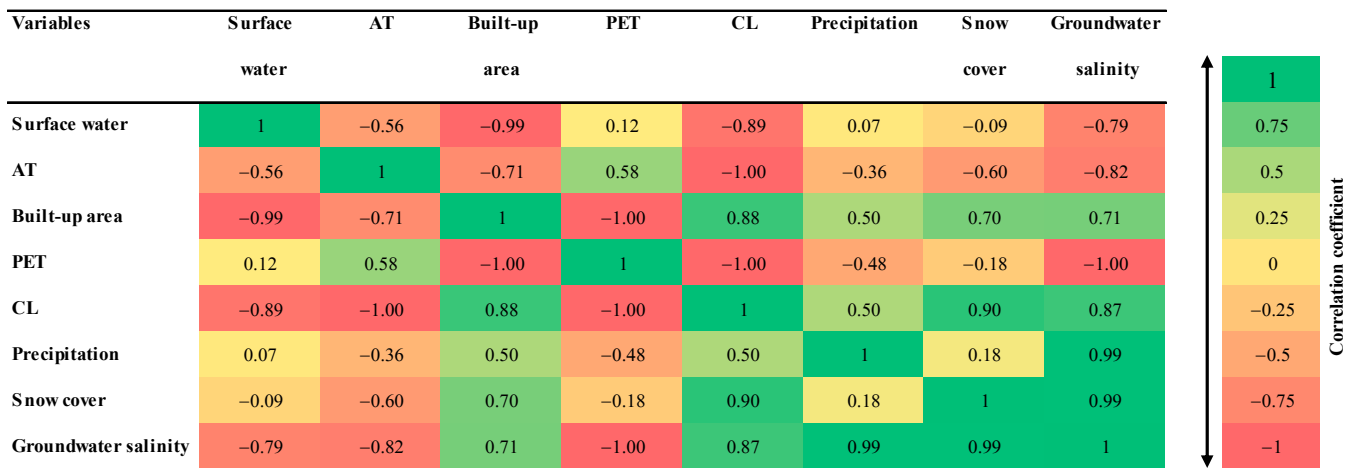 Variables Surface water AT Built-up area PET CL Precipitation Snow cover Groundwater salinity
Surface water 1 −0.56 −0.99 0.12 −0.89 0.07 −0.09 −0.79
AT −0.56 1 −0.71 0.58 −1.00 −0.36 −0.60 −0.82
Built-up area −0.99 −0.71 1 −1.00 0.88 0.50 0.70 0.71
PET 0.12 0.58 −1.00 1 −1.00 −0.48 −0.18 −1.00
CL −0.89 −1.00 0.88 −1.00 1 0.50 0.90 0.87
Precipitation 0.07 −0.36 0.50 −0.48 0.50 1 0.18 0.99
Snow cover −0.09 −0.60 0.70 −0.18 0.90 0.18 1 0.99
Groundwater salinity −0.79 −0.82 0.71 −1.00 0.87 0.99 0.99 1
1
0.75
0.5
0.25
0
−0.25
−0.5
−0.75
−1
Correlation coefficient